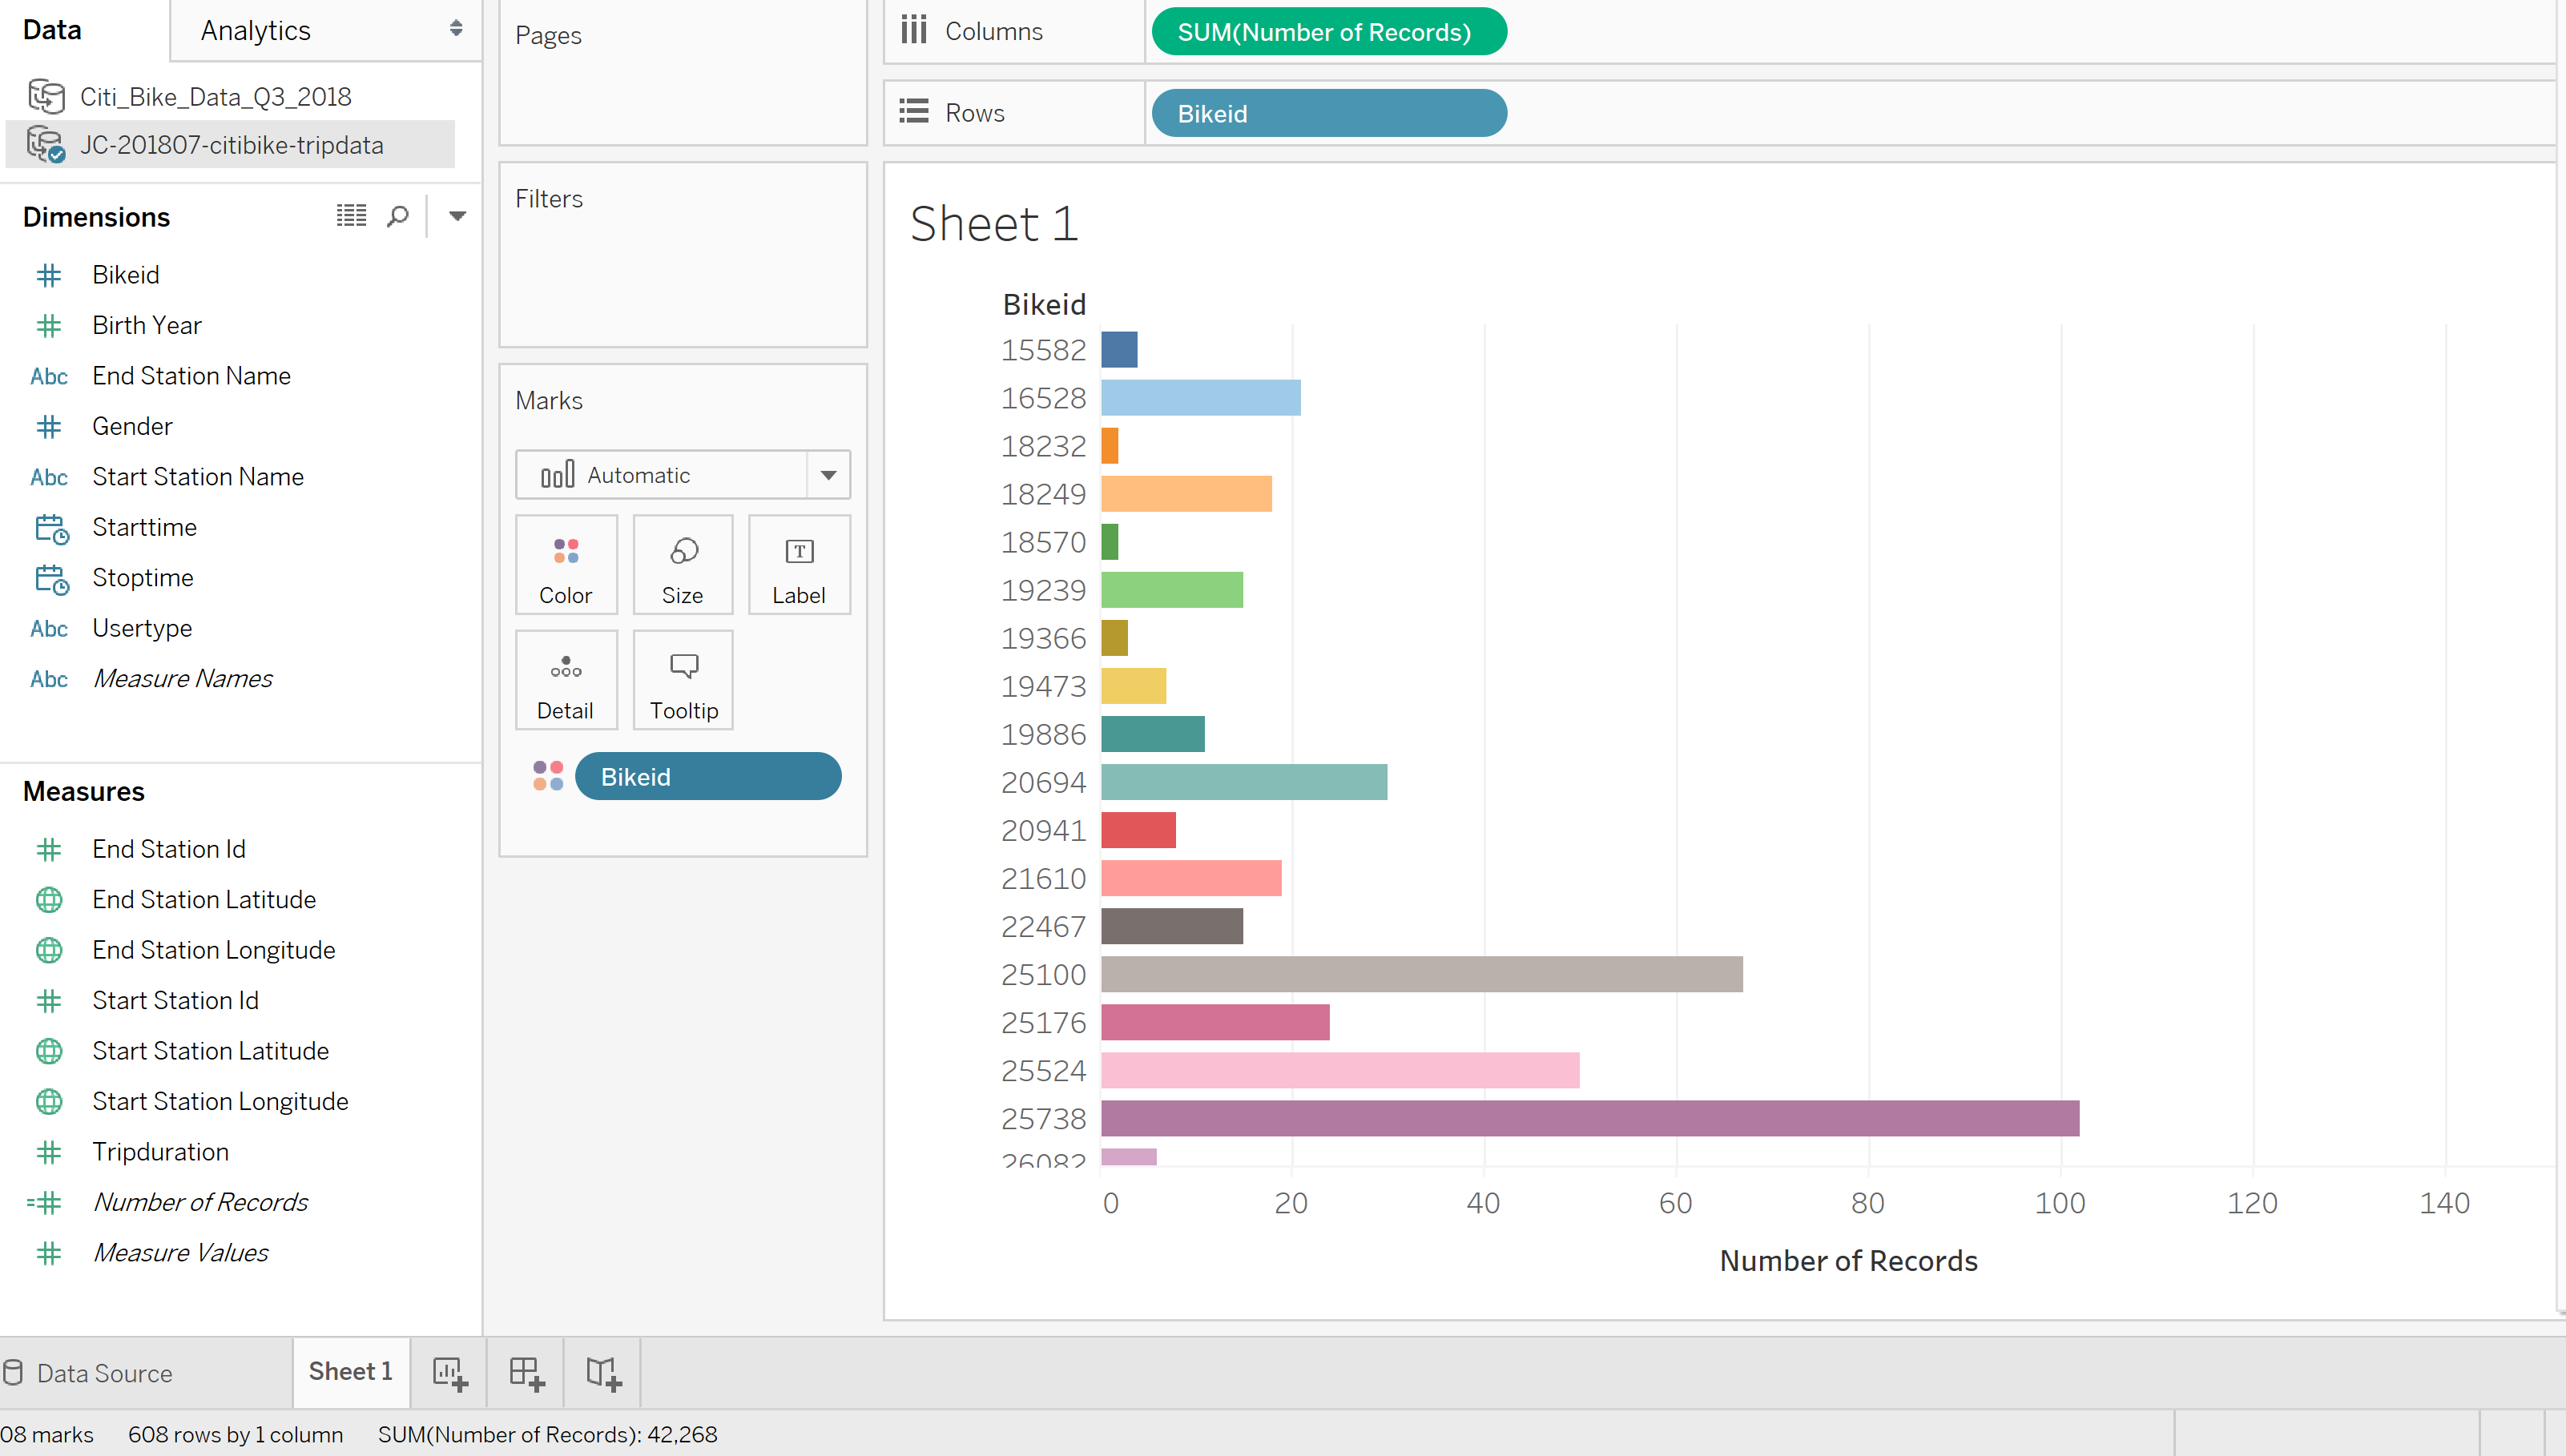 Data
Analytics
Citi_Bike_Data_Q3_2018
JC-201807-citibike-tripdata
Dimensions
Bikeid
Birth Year
Abc End Station Name
Gender
Abc Start Station Name
Starttime
Stoptime
Abc Usertype
Abc Measure Names
Measures
End Station Id
End Station Latitude
End Station Longitude
Start Station Id
Start Station Latitude
Start Station Longitude
Tripduration
=# Number of Records
Measure Values
Pages
Filters
Marks
Automatic
Color
Size
T
Label
Detail
Tooltip
Bikeid
Columns
SUM(Number of Records)
Rows
Bikeid
Sheet 1
Bikeid
15582
16528
18232
18249
18570
19239
19366
19473
19886
20694
20941
21610
22467
25100
25176
25524
25738
26082
0 20 40 60 80 100 120 140
Number of Records
Data Source
Sheet 1
08 marks 608 rows by 1 column SUM(Number of Records): 42,268